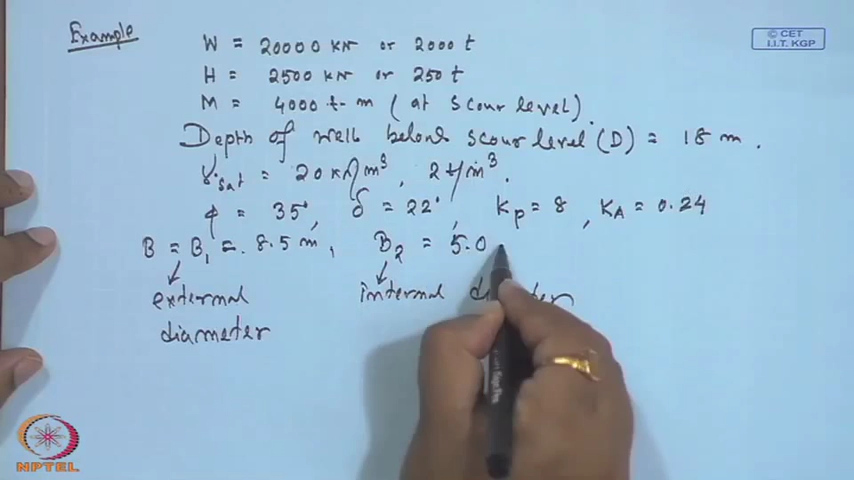 Example
© CET
I.I.T. KGP
W = 20000 kN or 2000 t
H = 2500 kN or 250 t
M = 4000 t-m (at scour level).
Depth of well below scour level (D) = 18 m.
γsat = 20 kN/m³, 2 t/m³.
φ = 35°, δ = 22°, Kp = 8, KA = 0.24
B = B₁ = 8.5 m, B₂ = 5.0
external internal
diameter
NPTEL